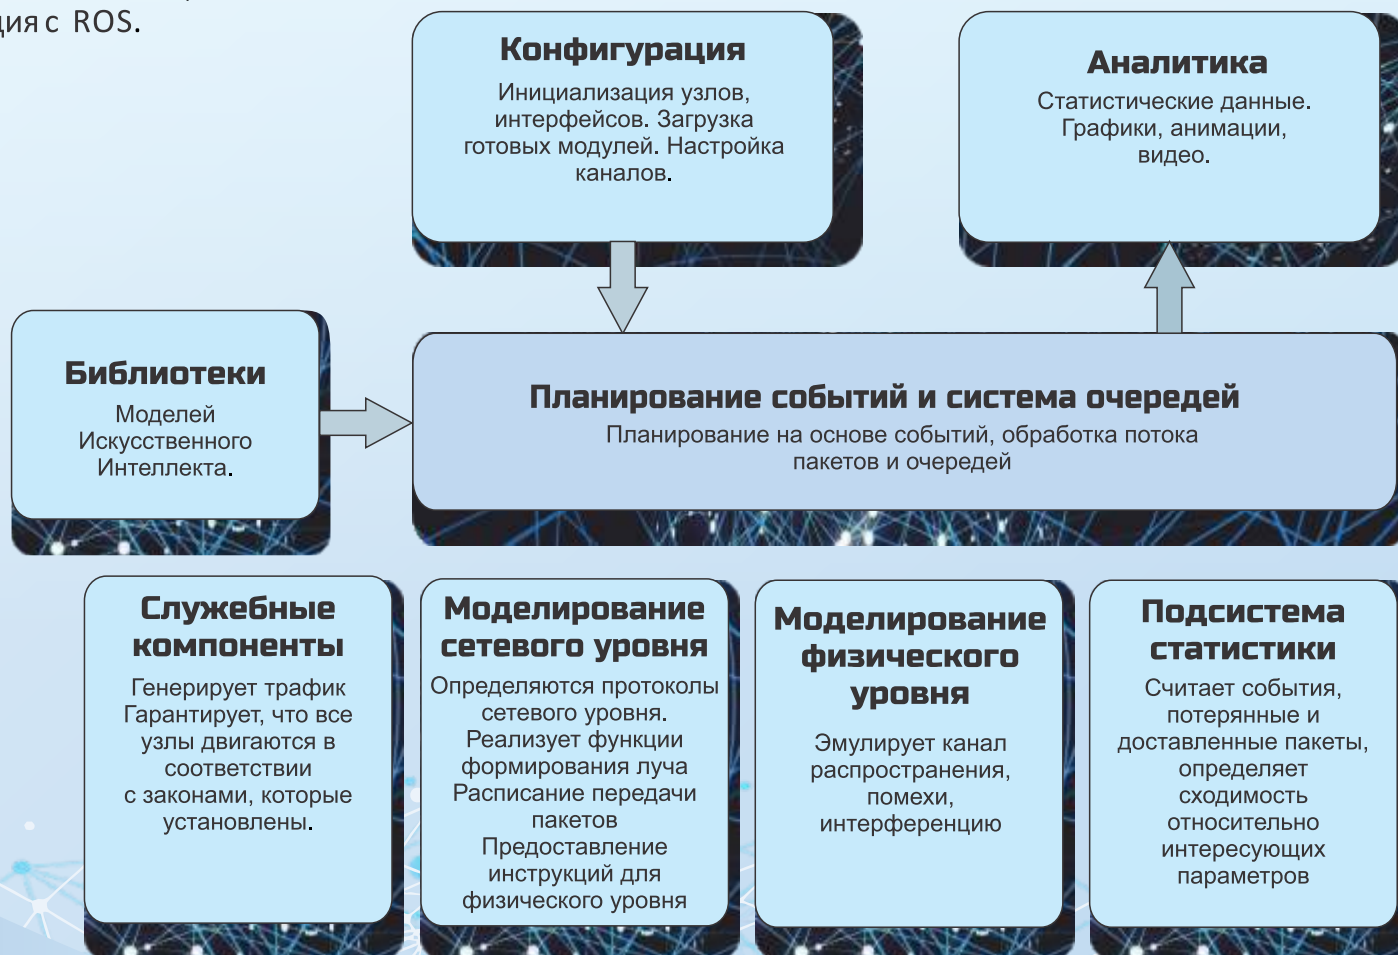 с ROS.
Конфигурация
Инициализация узлов,
интерфейсов. Загрузка
готовых модулей. Настройка
каналов.
Аналитика
Статистические данные.
Графики, анимации,
видео.
Библиотеки
Моделей
Искусственного
Интеллекта.
Планирование событий и система очередей
Планирование на основе событий, обработка потока
пакетов и очередей
Служебные
компоненты
Генерирует трафик
Гарантирует, что все
узлы двигаются в
соответствии
с законами, которые
установлены.
Моделирование
сетевого уровня
Определяются протоколы
сетевого уровня.
Реализует функции
формирования луча
Расписание передачи
пакетов
Предоставление
инструкций для
физического уровня
Моделирование
физического
уровня
Эмулирует канал
распространения,
помехи,
интерференцию
Подсистема
статистики
Считает события,
потерянные и
доставленные пакеты,
определяет
сходимость
относительно
интересующих
параметров